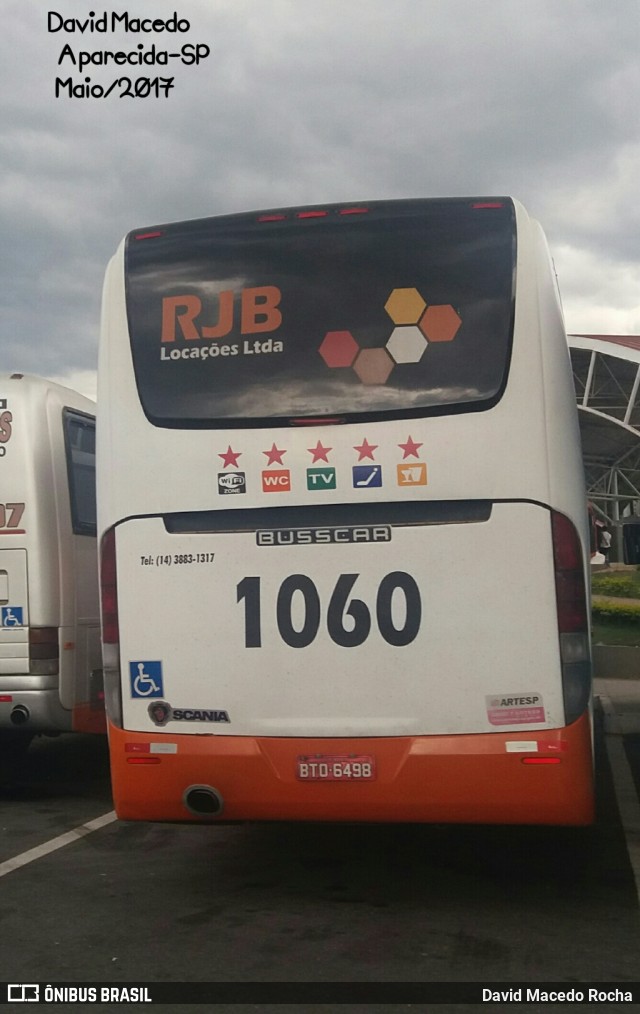 David Macedo
Aparecida-SP
Maio/2017
RJB
Locações Ltda
WiFi
ZONE
WC
TV
BUSSCAR
Tel: (14) 3883-1317
1060
SCANIA
ARTESP
BTO-6498
07
ÔNIBUS BRASIL
David Macedo Rocha